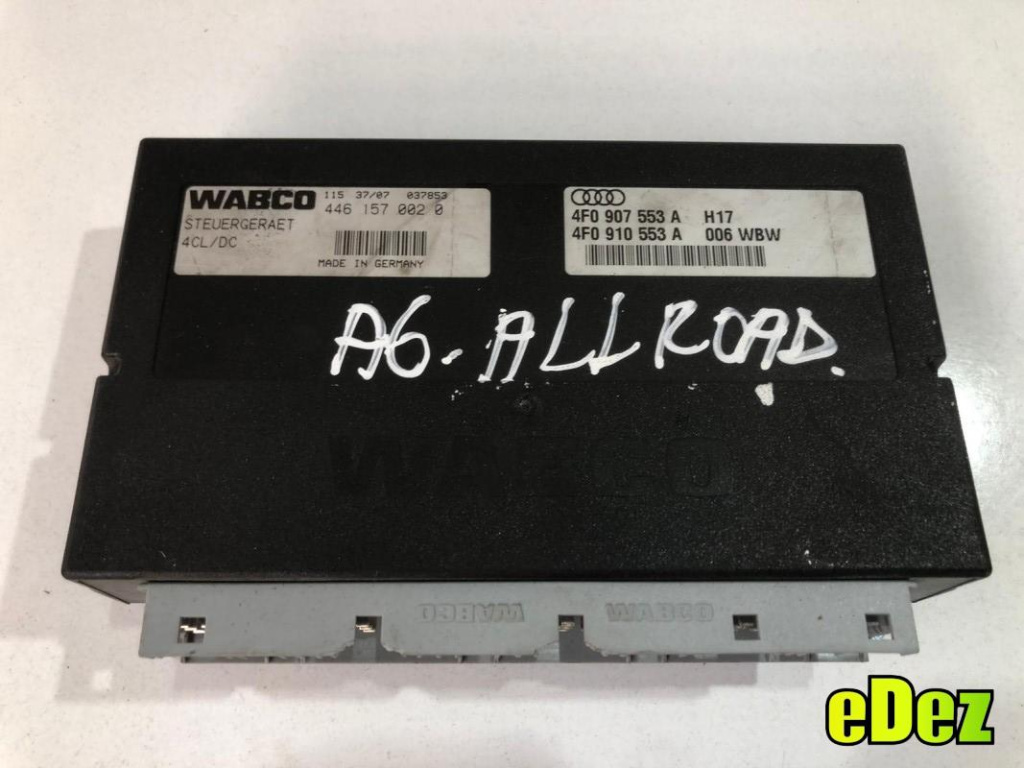 WABCO 115 37/07 037853
446 157 002 0
STEUERGERAET
4CL/DC
MADE IN GERMANY
4F0 907 553 A H17
4F0 910 553 A 006 WBW
A6. ALLROAD.
WABCO
WABCO WABCO
eDez